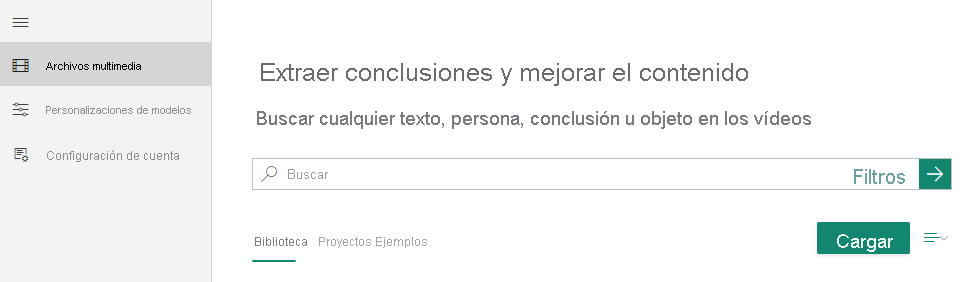 Archivos multimedia
Personalizaciones de modelos
Configuración de cuenta
Extraer conclusiones y mejorar el contenido
Buscar cualquier texto, persona, conclusión u objeto en los vídeos
Buscar Filtros
Biblioteca Proyectos Ejemplos Cargar